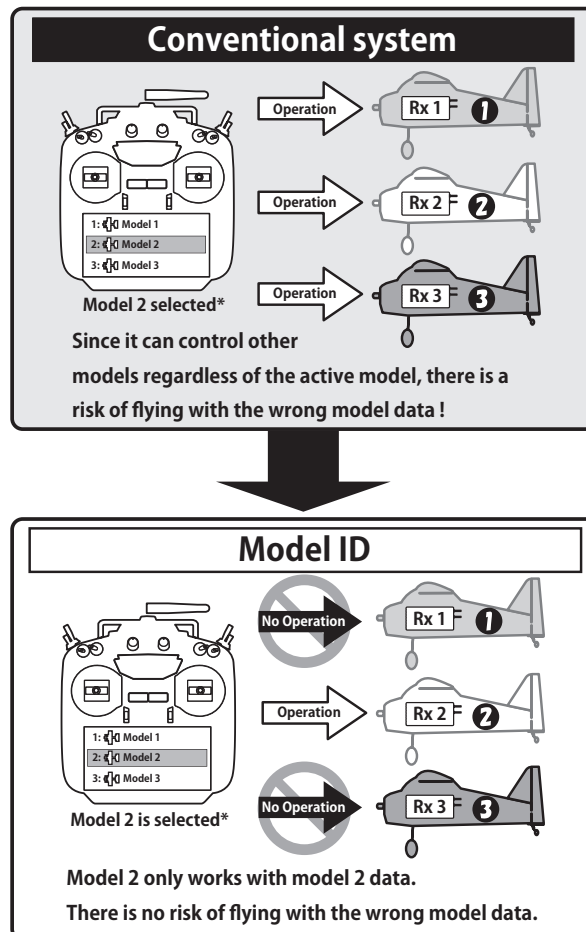 Conventional system
1: Model 1
2: Model 2
3: Model 3
Model 2 selected*
Operation
Rx 1 1
Operation
Rx 2 2
Operation
Rx 3 3
Since it can control other
models regardless of the active model, there is a
risk of flying with the wrong model data !
Model ID
1: Model 1
2: Model 2
3: Model 3
Model 2 is selected*
No Operation
Rx 1 1
Operation
Rx 2 2
No Operation
Rx 3 3
Model 2 only works with model 2 data.
There is no risk of flying with the wrong model data.